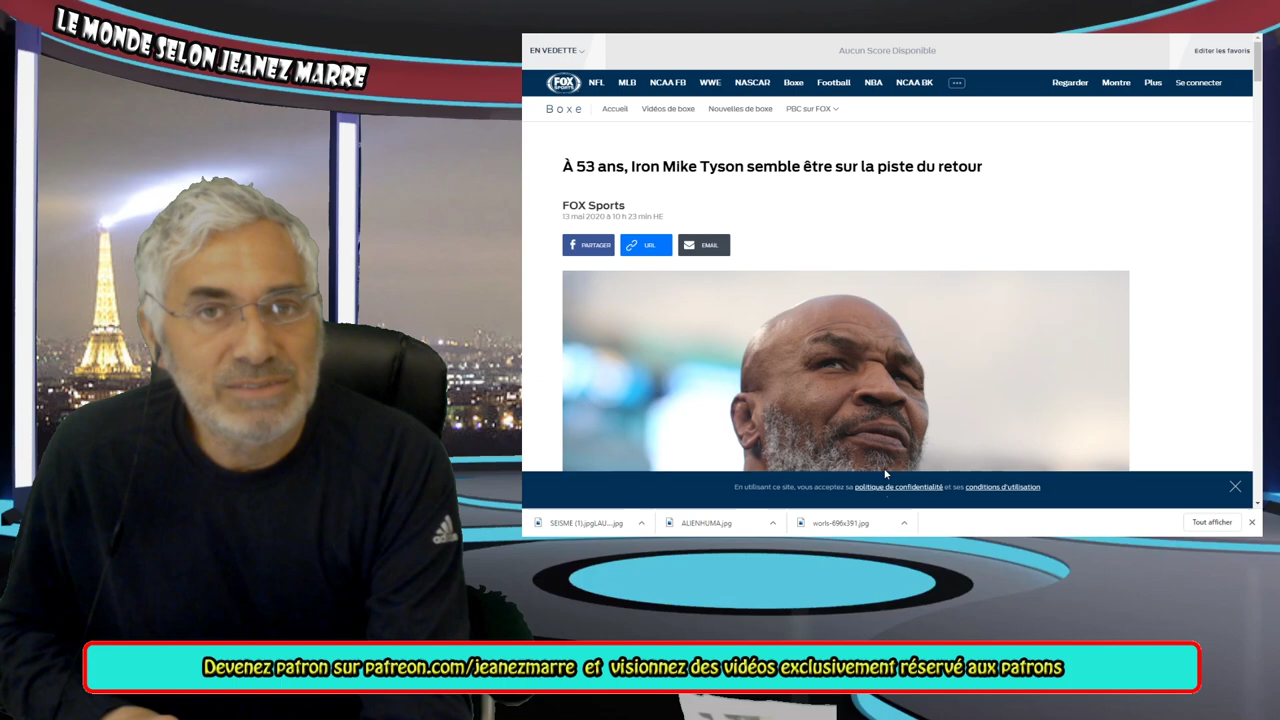 LE MONDE SELON JEANEZ MARRE
EN VEDETTE
Aucun Score Disponible
Editer les favoris
FOX SPORTS
NFL MLB NCAA FB WWE NASCAR Boxe Football NBA NCAA BK
Regarder Montre Plus Se connecter
Boxe Accueil Vidéos de boxe Nouvelles de boxe PBC sur FOX
À 53 ans, Iron Mike Tyson semble être sur la piste du retour
FOX Sports
13 mai 2020 à 10 h 23 min HE
PARTAGER URL EMAIL
En utilisant ce site, vous acceptez sa politique de confidentialité et ses conditions d'utilisation
.
SEISME (1).jpgLAU....jpg ALIENHUMA.jpg worls-696x391.jpg Tout afficher
adidas
Devenez patron sur patreon.com/jeanezmarre et visionnez des vidéos exclusivement réservé aux patrons